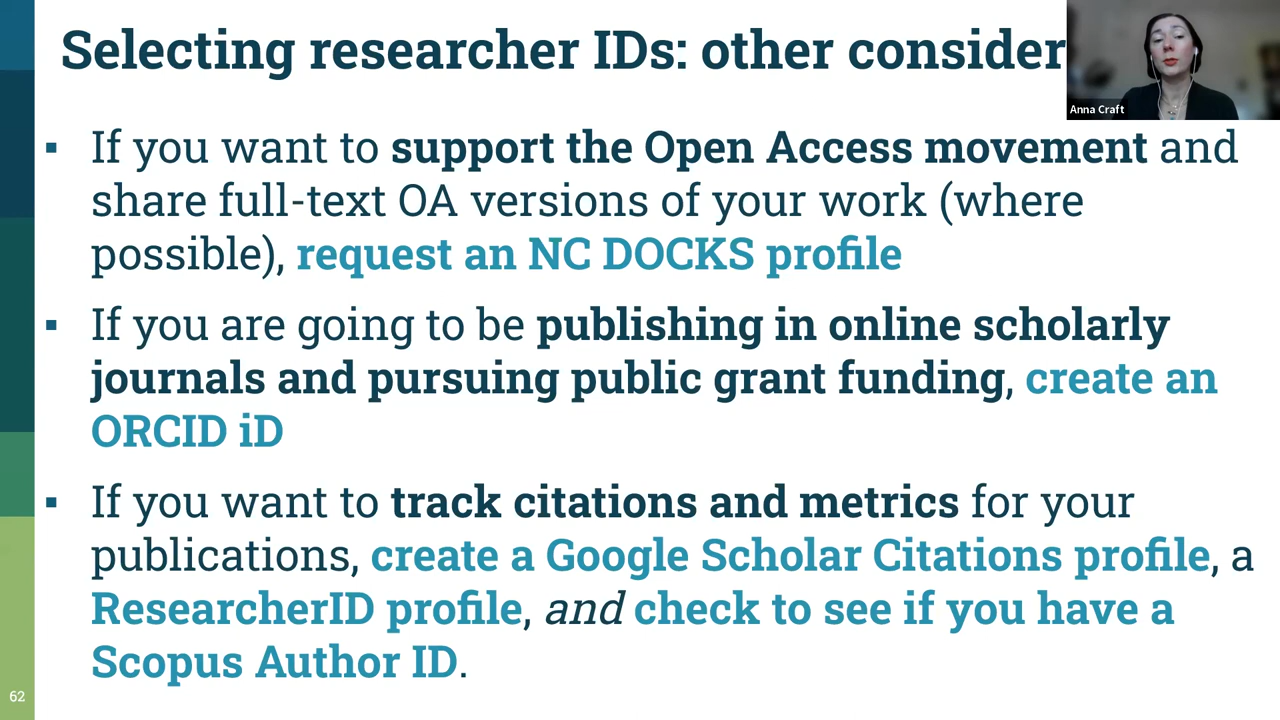 Selecting researcher IDs: other consider
Anna Craft
▪ If you want to support the Open Access movement and
share full-text OA versions of your work (where
possible), request an NC DOCKS profile
▪ If you are going to be publishing in online scholarly
journals and pursuing public grant funding, create an
ORCID iD
▪ If you want to track citations and metrics for your
publications, create a Google Scholar Citations profile, a
ResearcherID profile, and check to see if you have a
Scopus Author ID.
62